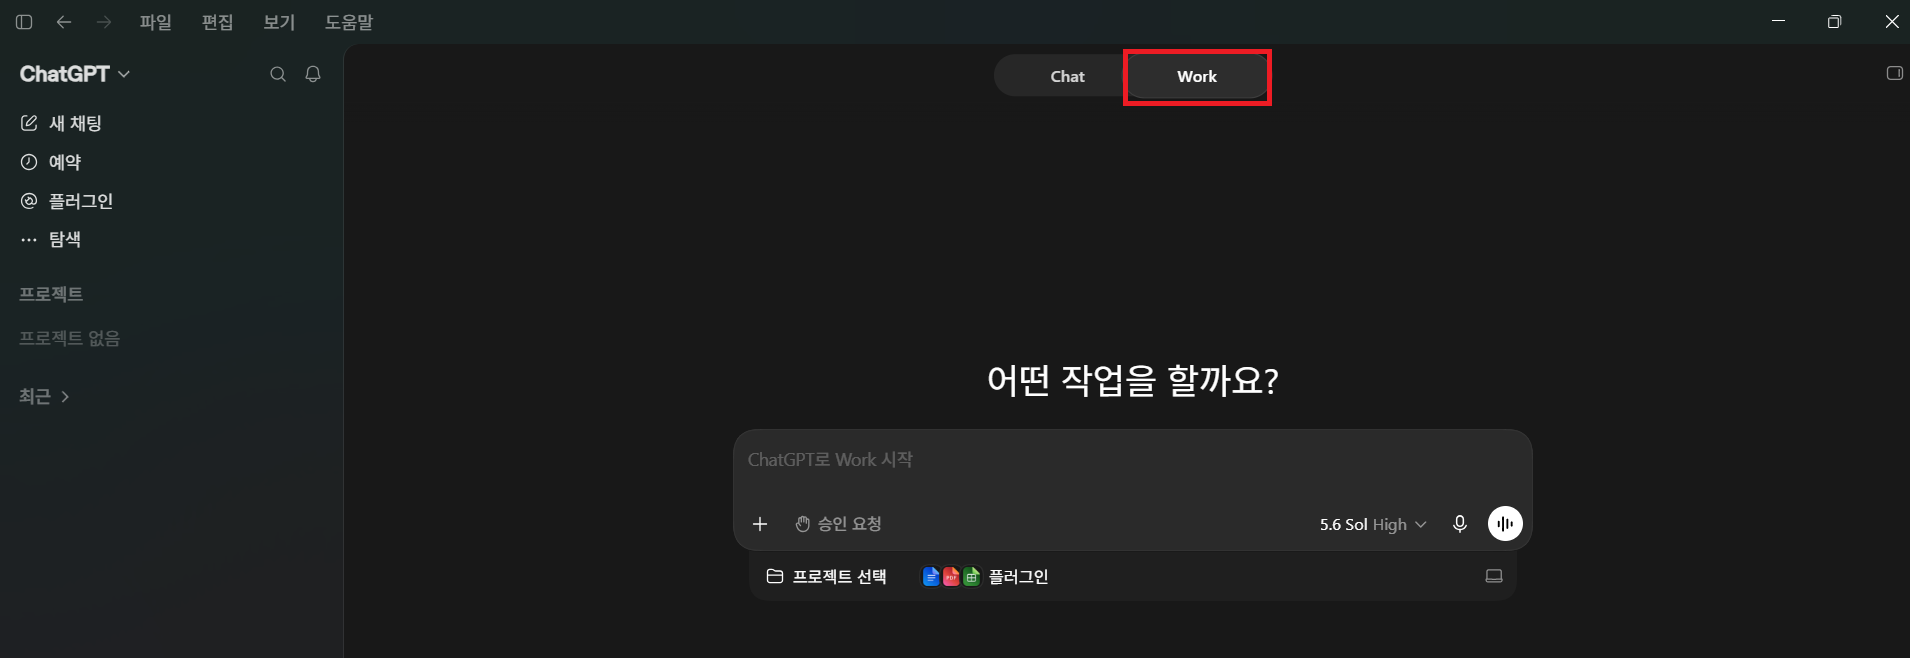 파일 편집 보기 도움말
ChatGPT
Chat Work
새 채팅
예약
플러그인
탐색
프로젝트
프로젝트 없음
최근
어떤 작업을 할까요?
ChatGPT로 Work 시작
승인 요청 5.6 Sol High
프로젝트 선택 PDF 플러그인